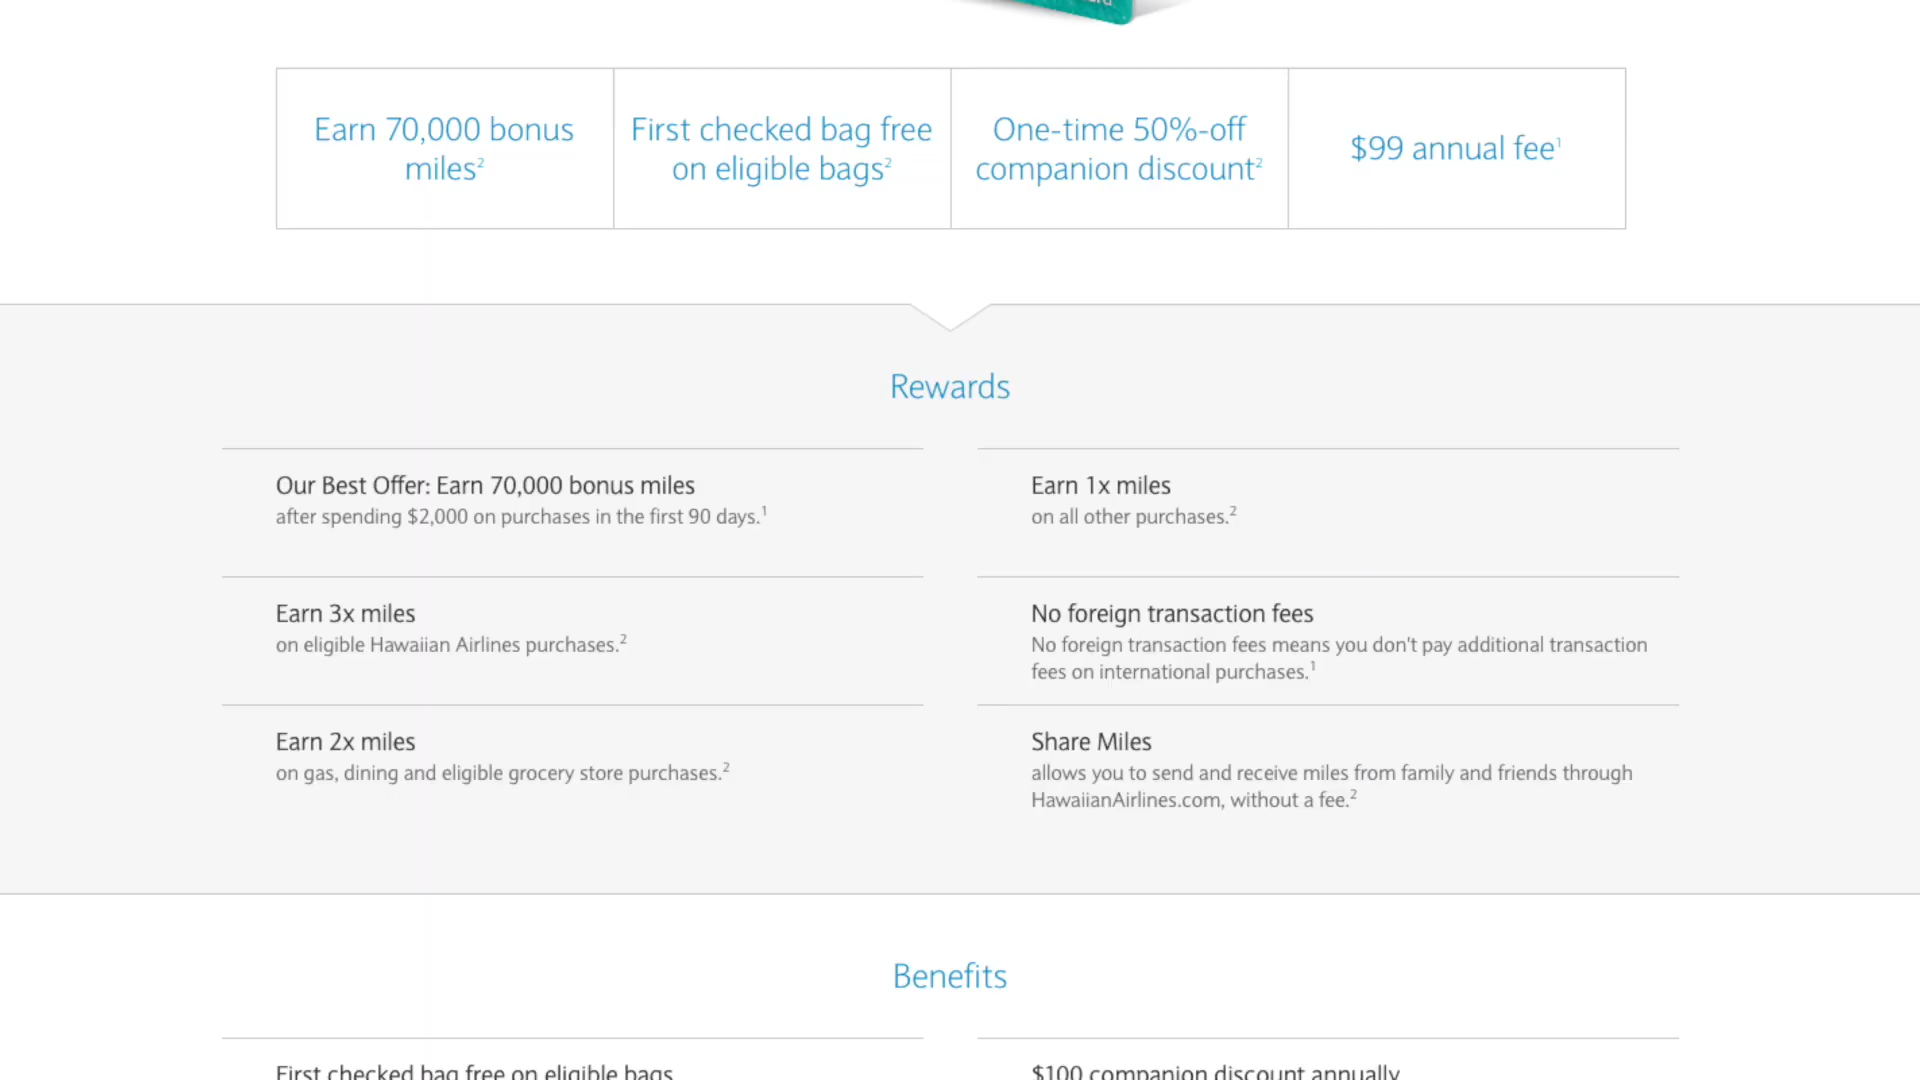 Earn 70,000 bonus
miles²
First checked bag free
on eligible bags²
One-time 50%-off
companion discount²
$99 annual fee¹
Rewards
Our Best Offer: Earn 70,000 bonus miles
after spending $2,000 on purchases in the first 90 days.¹
Earn 3x miles
on eligible Hawaiian Airlines purchases.²
Earn 2x miles
on gas, dining and eligible grocery store purchases.²
Earn 1x miles
on all other purchases.²
No foreign transaction fees
No foreign transaction fees means you don't pay additional transaction
fees on international purchases.¹
Share Miles
allows you to send and receive miles from family and friends through
HawaiianAirlines.com, without a fee.²
Benefits
First checked bag free on eligible bags
$100 companion discount annually